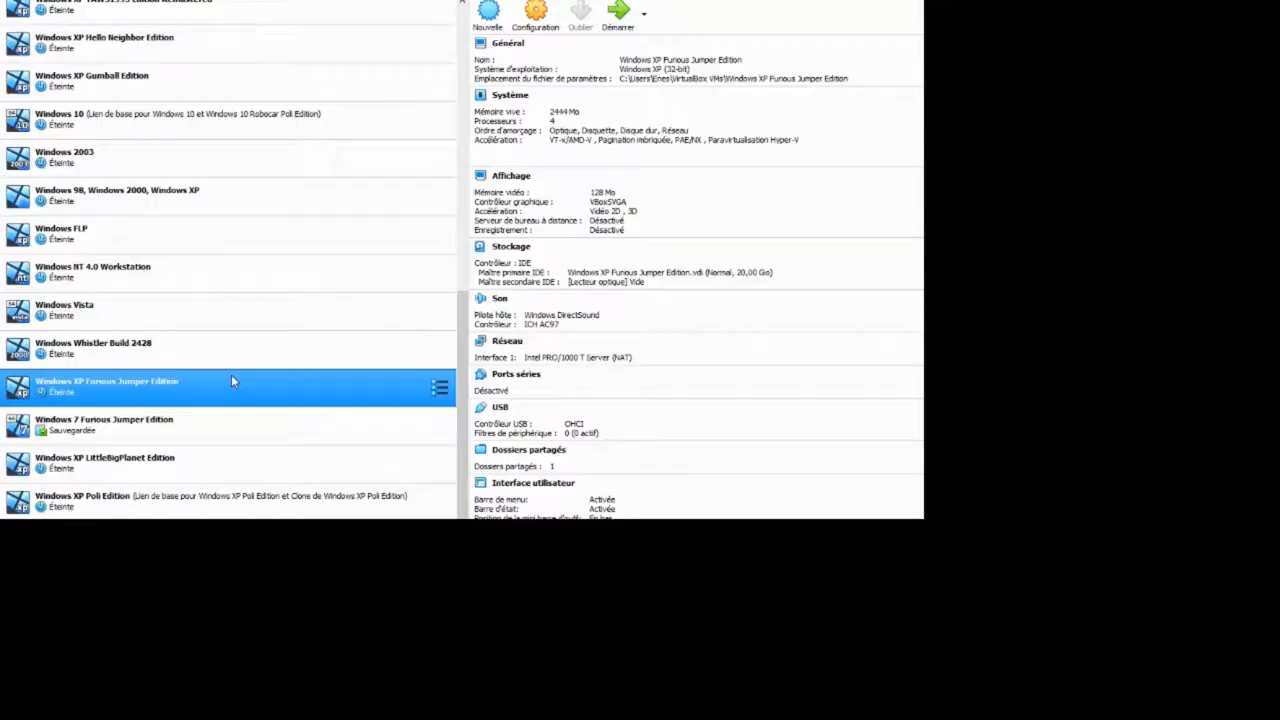 Éteinte
Windows XP Hello Neighbor Edition
Éteinte
Windows XP Gumball Edition
Éteinte
Windows 10 (Lien de base pour Windows 10 et Windows 10 Robocar Poli Edition)
Éteinte
Windows 2003
Éteinte
Windows 98, Windows 2000, Windows XP
Éteinte
Windows FLP
Éteinte
Windows NT 4.0 Workstation
Éteinte
Windows Vista
Éteinte
Windows Whistler Build 2428
Éteinte
Windows XP Furious Jumper Edition
Éteinte
Windows 7 Furious Jumper Edition
Sauvegardée
Windows XP LittleBigPlanet Edition
Éteinte
Windows XP Poli Edition (Lien de base pour Windows XP Poli Edition et Clone de Windows XP Poli Edition)
Éteinte
Nouvelle Configuration Oublier Démarrer
Général
Nom : Windows XP Furious Jumper Edition
Système d'exploitation : Windows XP (32-bit)
Emplacement du fichier de paramètres : C:\Users\Enes\VirtualBox VMs\Windows XP Furious Jumper Edition
Système
Mémoire vive : 2444 Mo
Processeurs : 4
Ordre d'amorçage : Optique, Disquette, Disque dur, Réseau
Accélération : VT-x/AMD-V , Pagination imbriquée, PAE/NX , Paravirtualisation Hyper-V
Affichage
Mémoire vidéo : 128 Mo
Contrôleur graphique : VBoxSVGA
Accélération : Vidéo 2D , 3D
Serveur de bureau à distance : Désactivé
Enregistrement : Désactivé
Stockage
Contrôleur : IDE
Maître primaire IDE : Windows XP Furious Jumper Edition.vdi (Normal, 20,00 Gio)
Maître secondaire IDE : [Lecteur optique] Vide
Son
Pilote hôte : Windows DirectSound
Contrôleur : ICH AC97
Réseau
Interface 1: Intel PRO/1000 T Server (NAT)
Ports séries
Désactivé
USB
Contrôleur USB : OHCI
Filtres de périphérique : 0 (0 actif)
Dossiers partagés
Dossiers partagés : 1
Interface utilisateur
Barre de menu: Activée
Barre d'état: Activée
Position de la mini barre d'outil: En bas